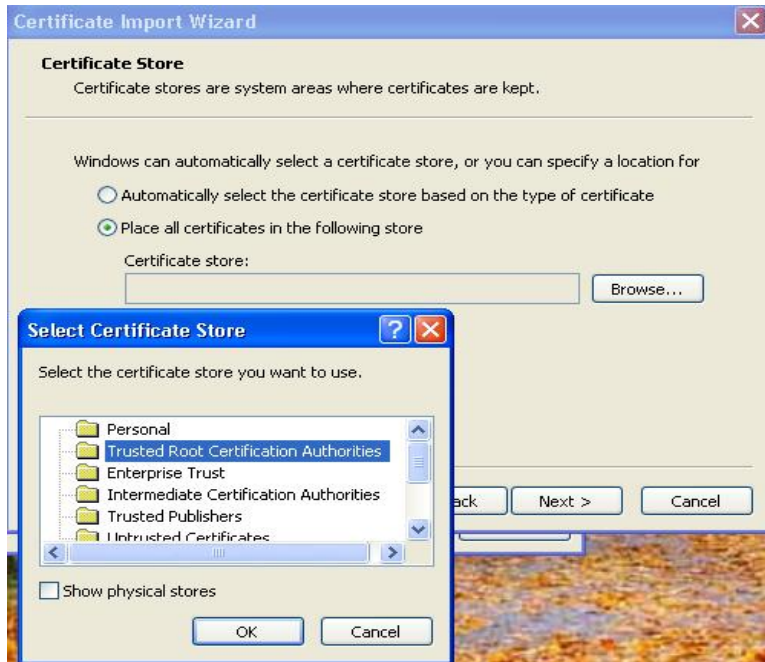 Certificate Import Wizard
Certificate Store
Certificate stores are system areas where certificates are kept.
Windows can automatically select a certificate store, or you can specify a location for
Automatically select the certificate store based on the type of certificate
Place all certificates in the following store
Certificate store:
Browse...
Select Certificate Store
Select the certificate store you want to use.
Personal
Trusted Root Certification Authorities
Enterprise Trust
Intermediate Certification Authorities
Trusted Publishers
Untrusted Certificates
Show physical stores
OK Cancel
ack Next > Cancel